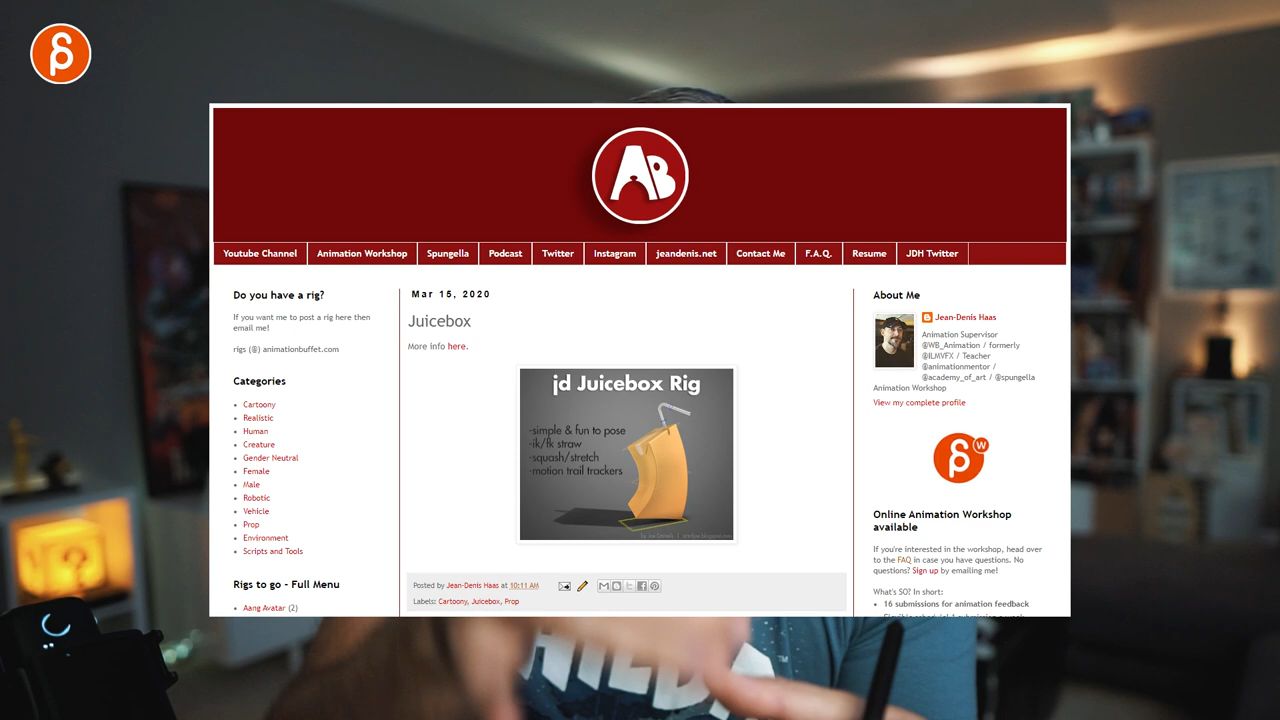 AB
Youtube Channel
Animation Workshop
Spungella
Podcast
Twitter
Instagram
jeandenis.net
Contact Me
F.A.Q.
Resume
JDH Twitter
Do you have a rig?
If you want me to post a rig here then
email me!
rigs (@) animationbuffet.com
Categories
Cartoony
Realistic
Human
Creature
Gender Neutral
Female
Male
Robotic
Vehicle
Prop
Environment
Scripts and Tools
Rigs to go - Full Menu
Aang Avatar (2)
Mar 15, 2020
Juicebox
More info here.
jd Juicebox Rig
-simple & fun to pose
-ik/fk straw
-squash/stretch
-motion trail trackers
Posted by Jean-Denis Haas at 10:11 AM
Labels: Cartoony, Juicebox, Prop
About Me
Jean-Denis Haas
Animation Supervisor
@WB_Animation / formerly
@ILMVFX / Teacher
@animationmentor /
@academy_of_art / @spungella
Animation Workshop
View my complete profile
W
Online Animation Workshop
available
If you're interested in the workshop, head over
to the FAQ in case you have questions. No
questions? Sign up by emailing me!
What's SO? In short:
16 submissions for animation feedback
TM